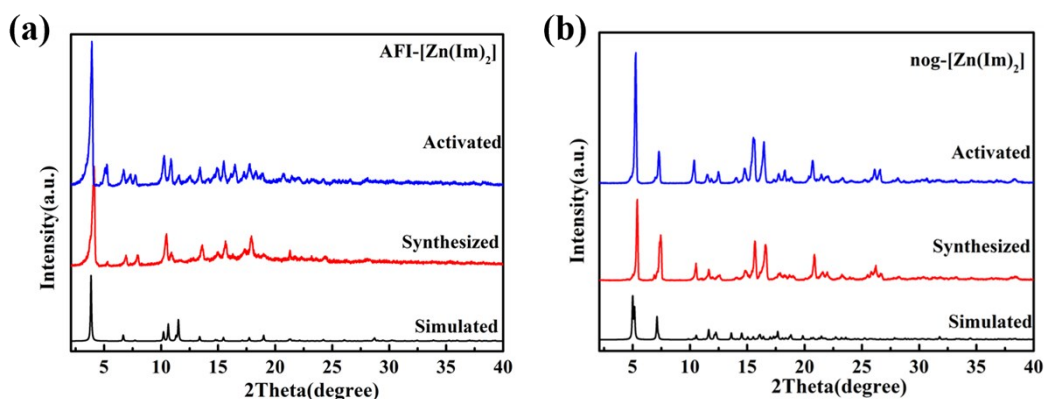 (a)
AFI-[Zn(Im)2]
Activated
Synthesized
Simulated
Intensity(a.u.)
5 10 15 20 25 30 35 40
2Theta(degree)
(b)
nog-[Zn(Im)2]
Activated
Synthesized
Simulated
Intensity(a.u.)
5 10 15 20 25 30 35 40
2Theta(degree)